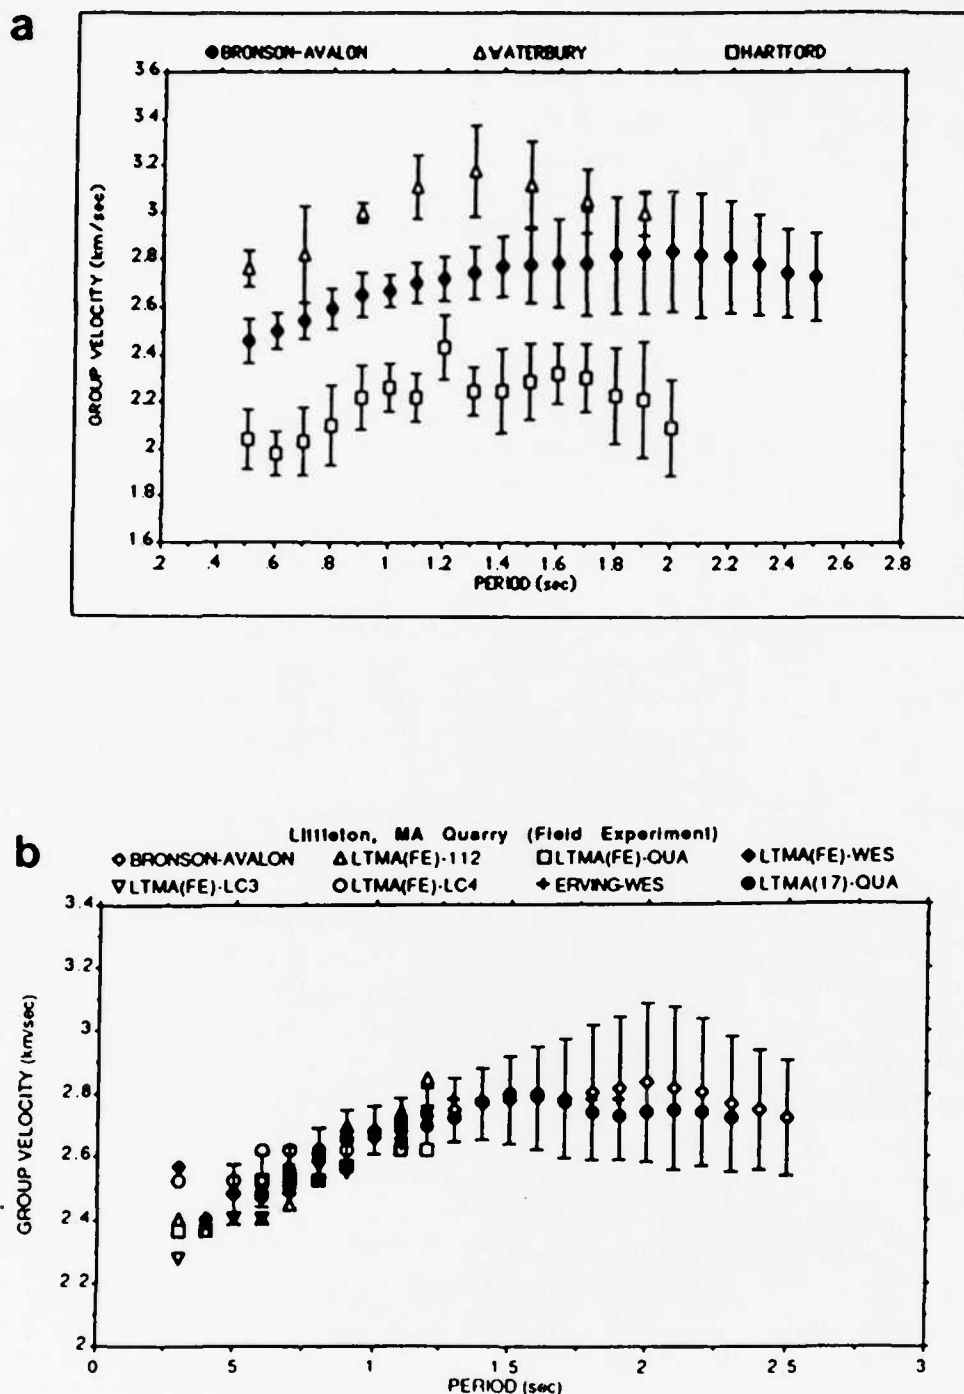 a
●BRONSON-AVALON △WATERBURY □HARTFORD
3 6
3 4
3 2
3
2.8
2.6
2.4
2.2
2
1 8
1 6
GROUP VELOCITY (km/sec)
.2 .4 .6 .8 1 1.2 1.4 1.6 1.8 2 2.2 2.4 2.6 2.8
PERIOD (sec)
b
Littleton, MA Quarry (Field Experiment)
◇ BRONSON-AVALON △ LTMA(FE)-112 □ LTMA(FE)-QUA ◆ LTMA(FE)-WES
▽ LTMA(FE)-LC3 ○ LTMA(FE)-LC4 + ERVING-WES ● LTMA(17)-QUA
3.4
3.2
3
2.8
2.6
2 4
2 2
2
GROUP VELOCITY (km/sec)
0 5 1 1 5 2 2 5 3
PERIOD (sec)